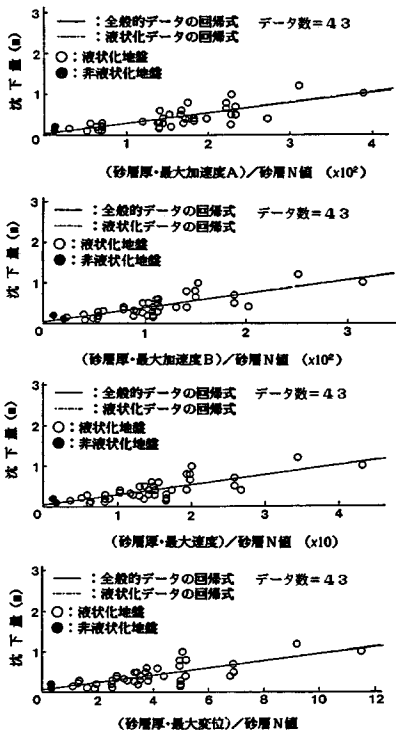 ── ：全般的データの回帰式　データ数＝４３
┄┄ ：液状化データの回帰式
○：液状化地盤
●：非液状化地盤
沈下量(m)
3
2
1
0
1 2 3 4
(砂層厚・最大加速度A)／砂層N値 (x10²)
── ：全般的データの回帰式　データ数＝４３
┄┄ ：液状化データの回帰式
○：液状化地盤
●：非液状化地盤
沈下量(m)
3
2
1
0
1 2 3
(砂層厚・最大加速度B)／砂層N値 (x10²)
── ：全般的データの回帰式　データ数＝４３
┄┄ ：液状化データの回帰式
○：液状化地盤
●：非液状化地盤
沈下量(m)
3
2
1
0
1 2 3 4
(砂層厚・最大速度)／砂層N値 (x10)
── ：全般的データの回帰式　データ数＝４３
┄┄ ：液状化データの回帰式
○：液状化地盤
●：非液状化地盤
沈下量(m)
3
2
1
0
2 4 6 8 10 12
(砂層厚・最大変位)／砂層N値